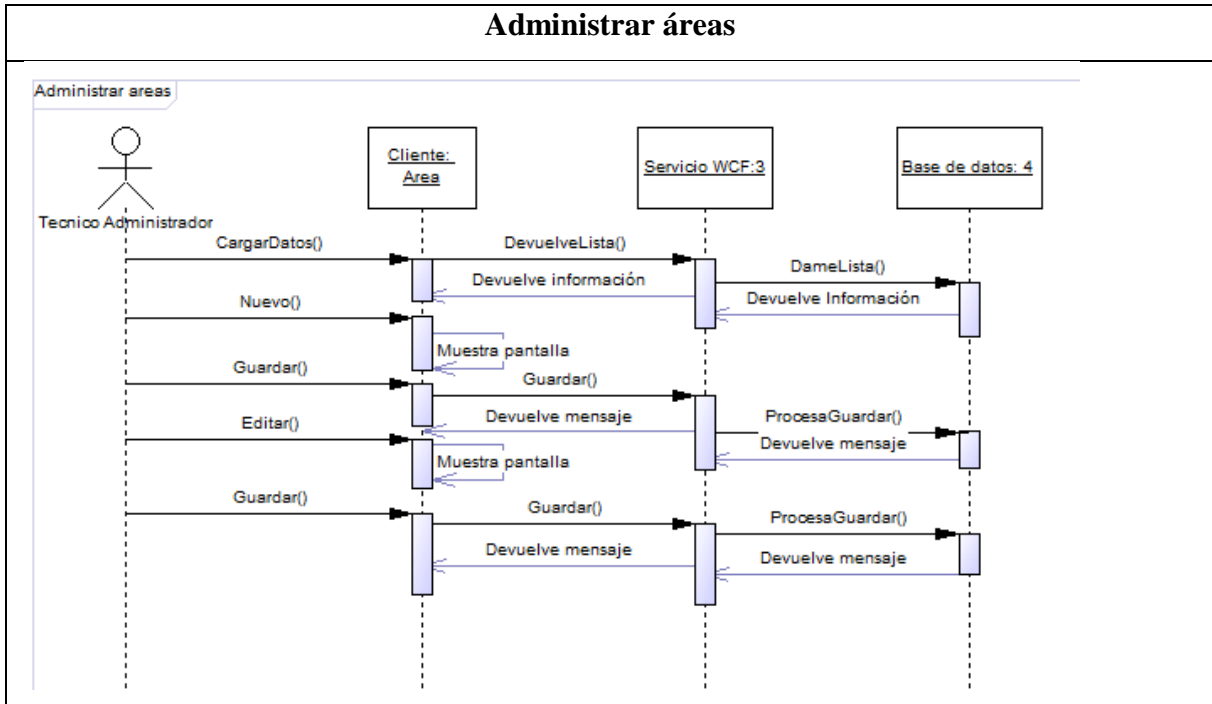 Administrar áreas
Administrar areas
Cliente:
Area
Servicio WCF:3
Base de datos: 4
Tecnico Administrador
CargarDatos()
DevuelveLista()
DameLista()
Devuelve información
Devuelve Información
Nuevo()
Muestra pantalla
Guardar()
Guardar()
Devuelve mensaje
ProcesaGuardar()
Editar()
Devuelve mensaje
Muestra pantalla
Guardar()
Guardar()
ProcesaGuardar()
Devuelve mensaje
Devuelve mensaje